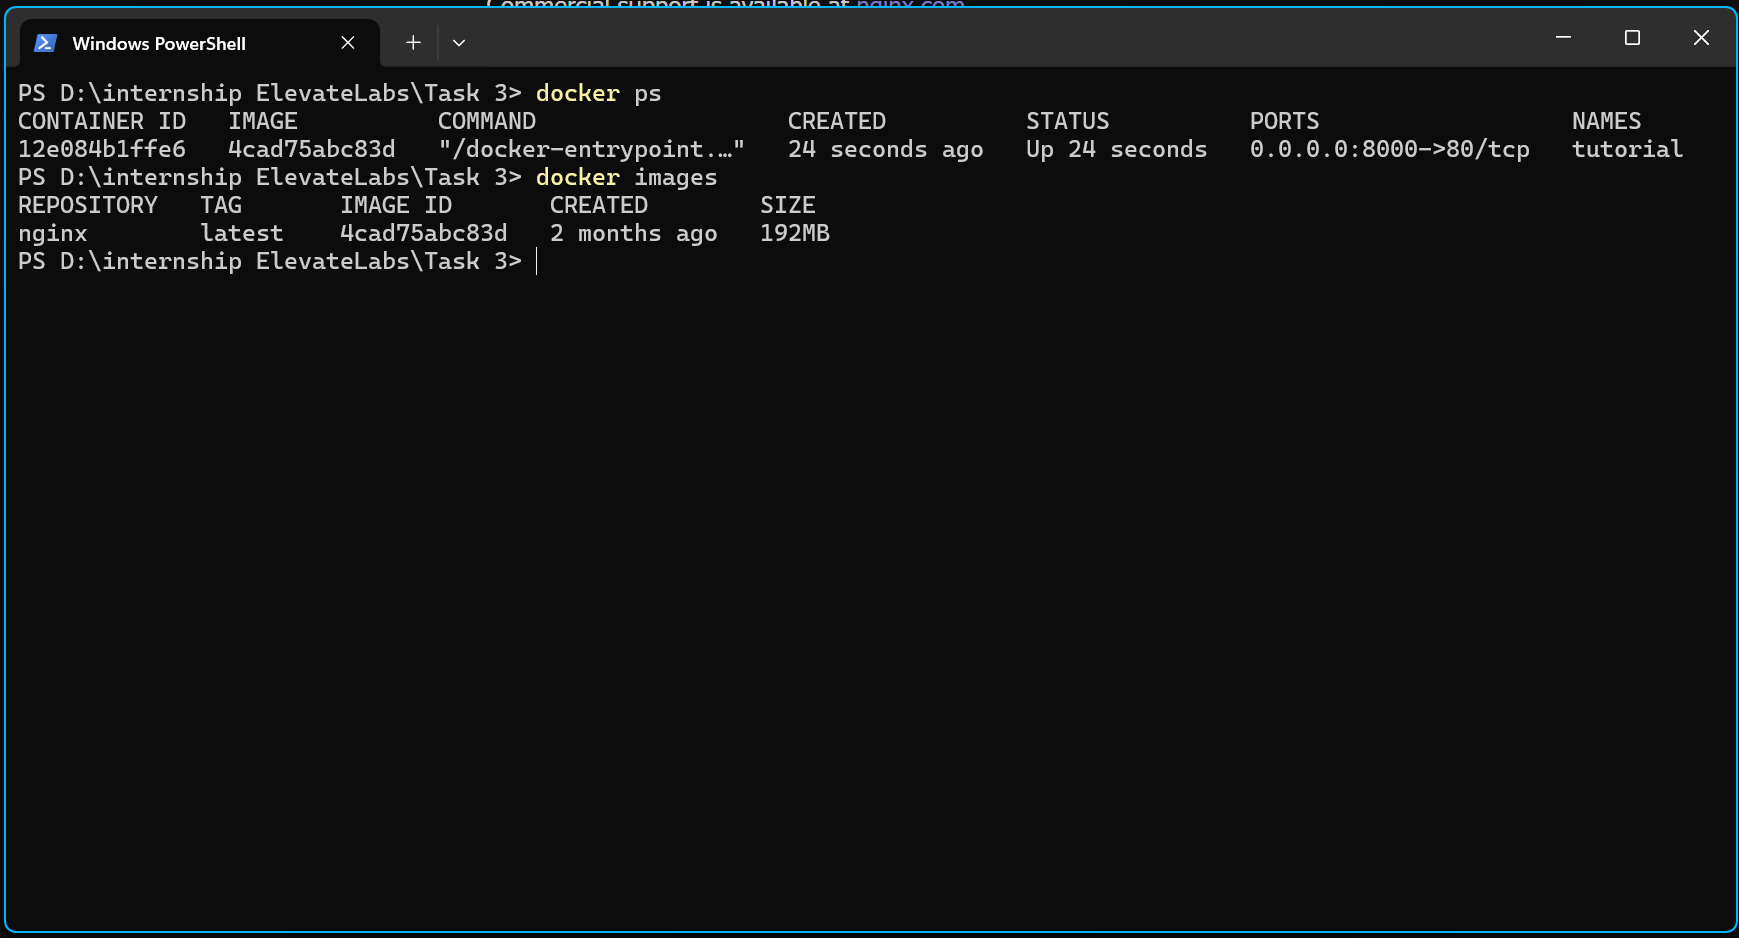 Commercial support is available at nginx.com
Windows PowerShell
PS D:\internship ElevateLabs\Task 3> docker ps
CONTAINER ID   IMAGE          COMMAND                  CREATED          STATUS          PORTS                  NAMES
12e084b1ffe6   4cad75abc83d   "/docker-entrypoint.…"   24 seconds ago   Up 24 seconds   0.0.0.0:8000->80/tcp   tutorial
PS D:\internship ElevateLabs\Task 3> docker images
REPOSITORY   TAG       IMAGE ID       CREATED        SIZE
nginx        latest    4cad75abc83d   2 months ago   192MB
PS D:\internship ElevateLabs\Task 3>